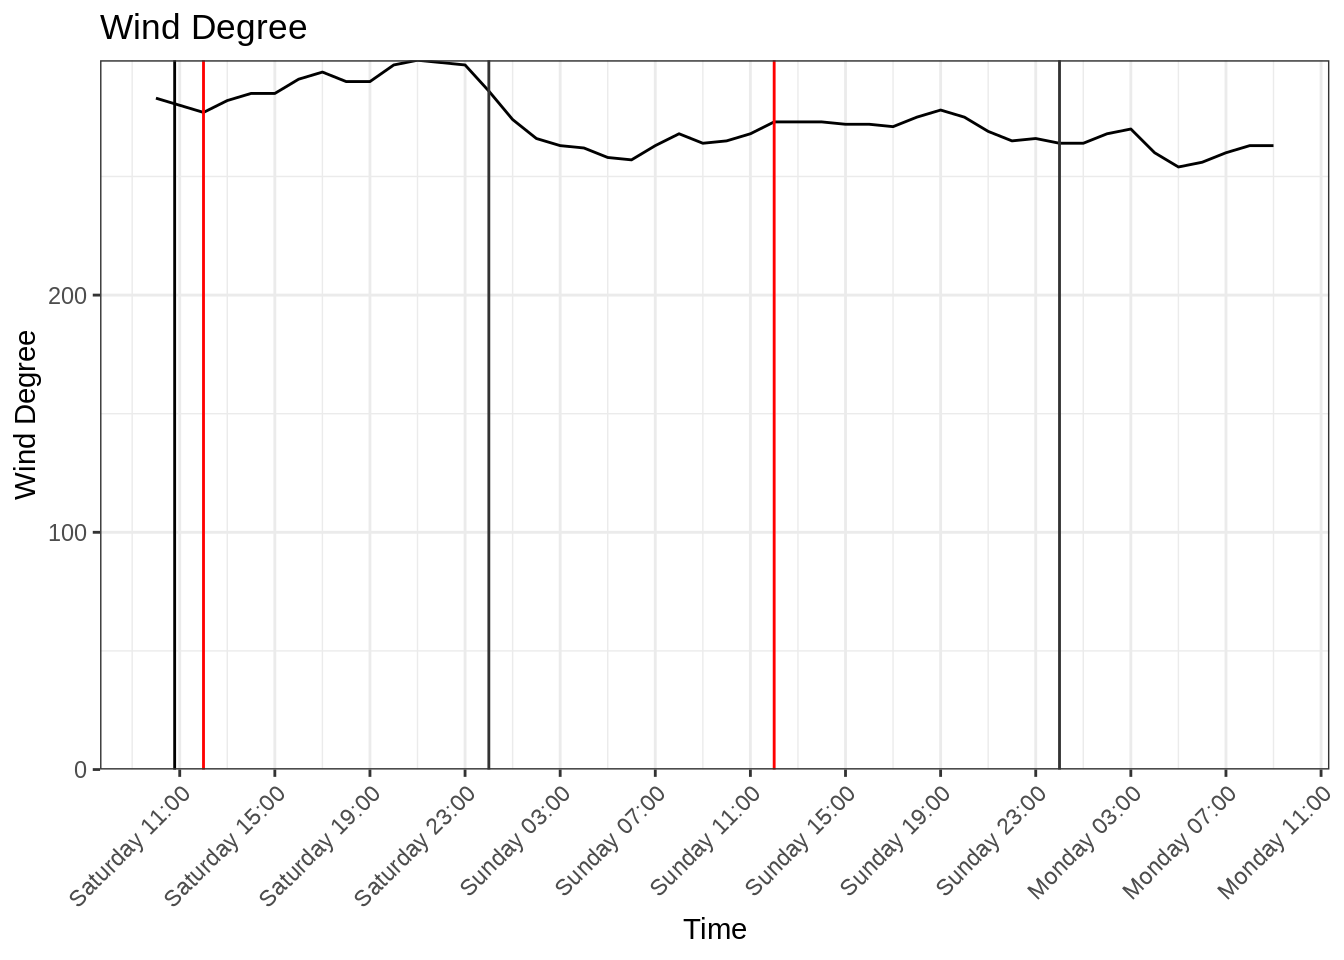 Wind Degree
Wind Degree
200
100
0
Saturday 11:00
Saturday 15:00
Saturday 19:00
Saturday 23:00
Sunday 03:00
Sunday 07:00
Sunday 11:00
Sunday 15:00
Sunday 19:00
Sunday 23:00
Monday 03:00
Monday 07:00
Monday 11:00
Time